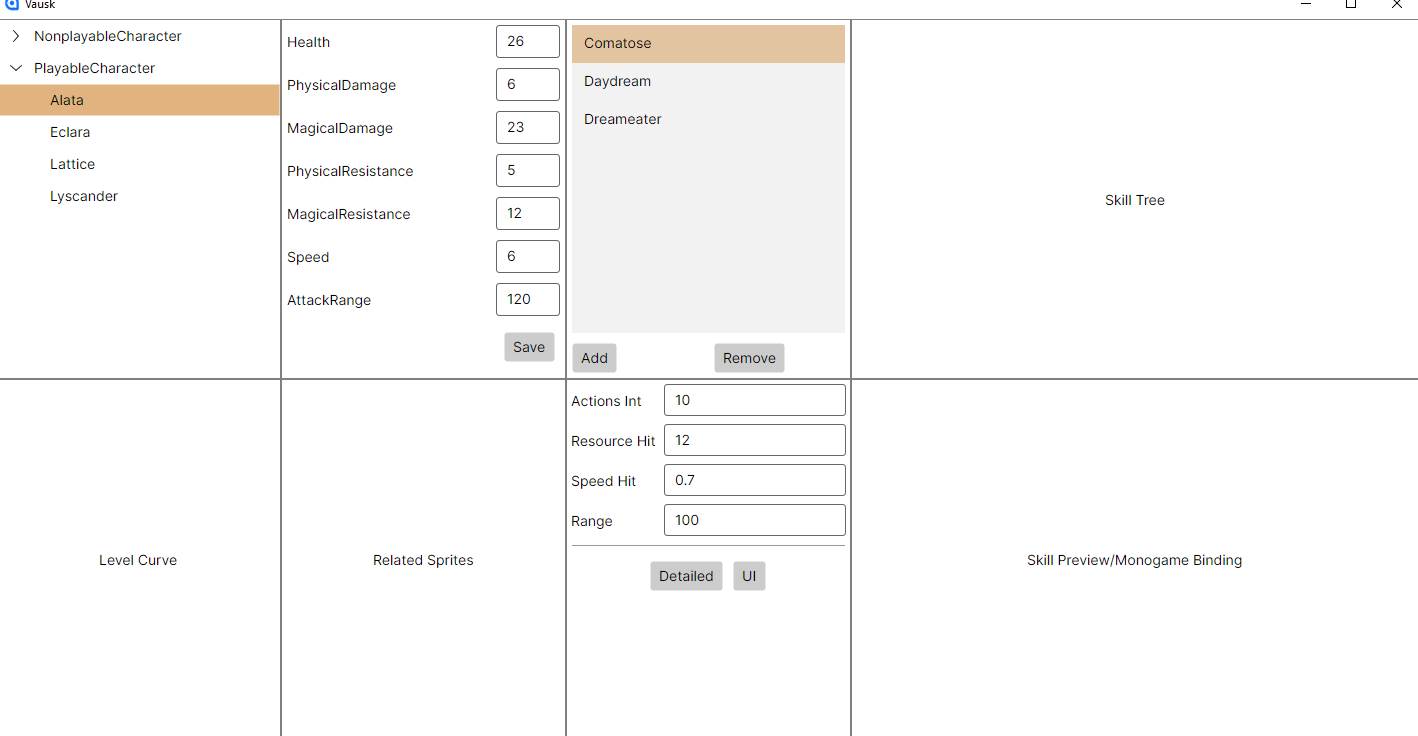 Vausk
NonplayableCharacter
PlayableCharacter
Alata
Eclara
Lattice
Lyscander
Health 26
PhysicalDamage 6
MagicalDamage 23
PhysicalResistance 5
MagicalResistance 12
Speed 6
AttackRange 120
Save
Comatose
Daydream
Dreameater
Add Remove
Skill Tree
Level Curve
Related Sprites
Actions Int 10
Resource Hit 12
Speed Hit 0.7
Range 100
Detailed UI
Skill Preview/Monogame Binding